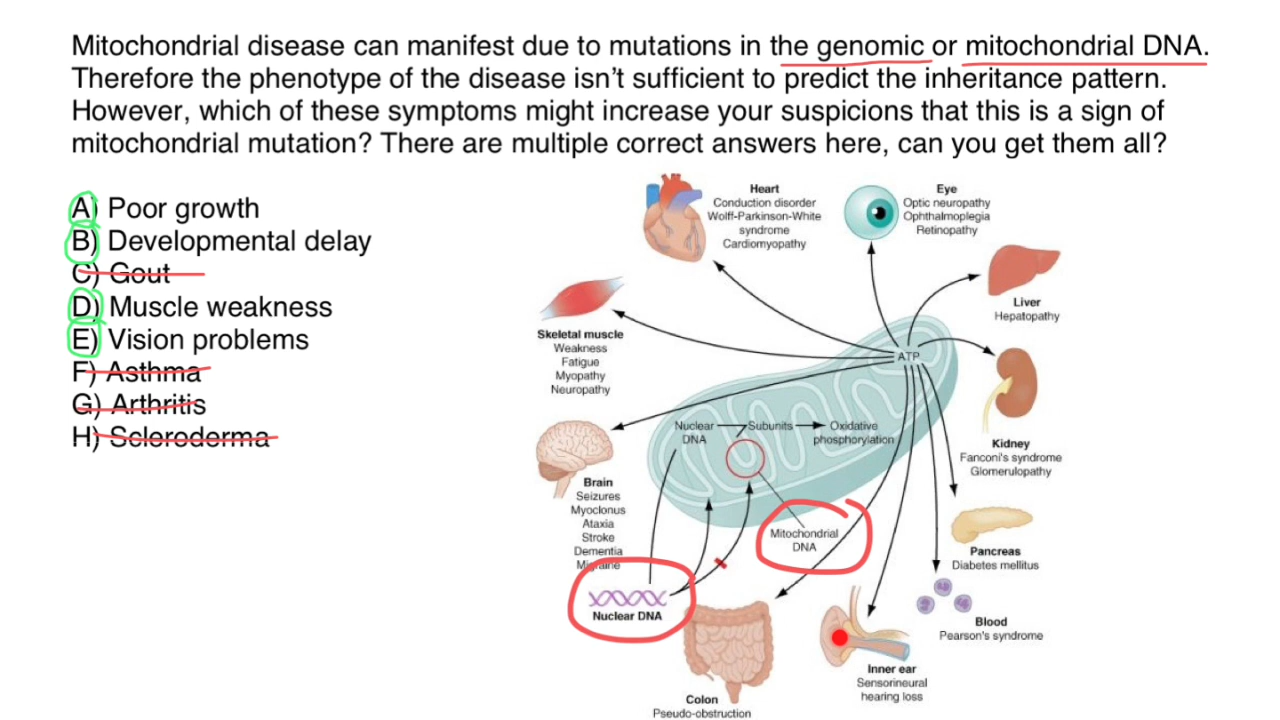 Mitochondrial disease can manifest due to mutations in the genomic or mitochondrial DNA.
Therefore the phenotype of the disease isn't sufficient to predict the inheritance pattern.
However, which of these symptoms might increase your suspicions that this is a sign of
mitochondrial mutation? There are multiple correct answers here, can you get them all?
A) Poor growth
B) Developmental delay
C) Gout
D) Muscle weakness
E) Vision problems
F) Asthma
G) Arthritis
H) Scleroderma
Heart
Conduction disorder
Wolff-Parkinson-White
syndrome
Cardiomyopathy
Eye
Optic neuropathy
Ophthalmoplegia
Retinopathy
Liver
Hepatopathy
Skeletal muscle
Weakness
Fatigue
Myopathy
Neuropathy
ATP
Nuclear
DNA
Subunits
Oxidative
phosphorylation
Kidney
Fanconi's syndrome
Glomerulopathy
Brain
Seizures
Myoclonus
Ataxia
Stroke
Dementia
Migraine
Mitochondrial
DNA
Pancreas
Diabetes mellitus
Nuclear DNA
Blood
Pearson's syndrome
Inner ear
Sensorineural
hearing loss
Colon
Pseudo-obstruction